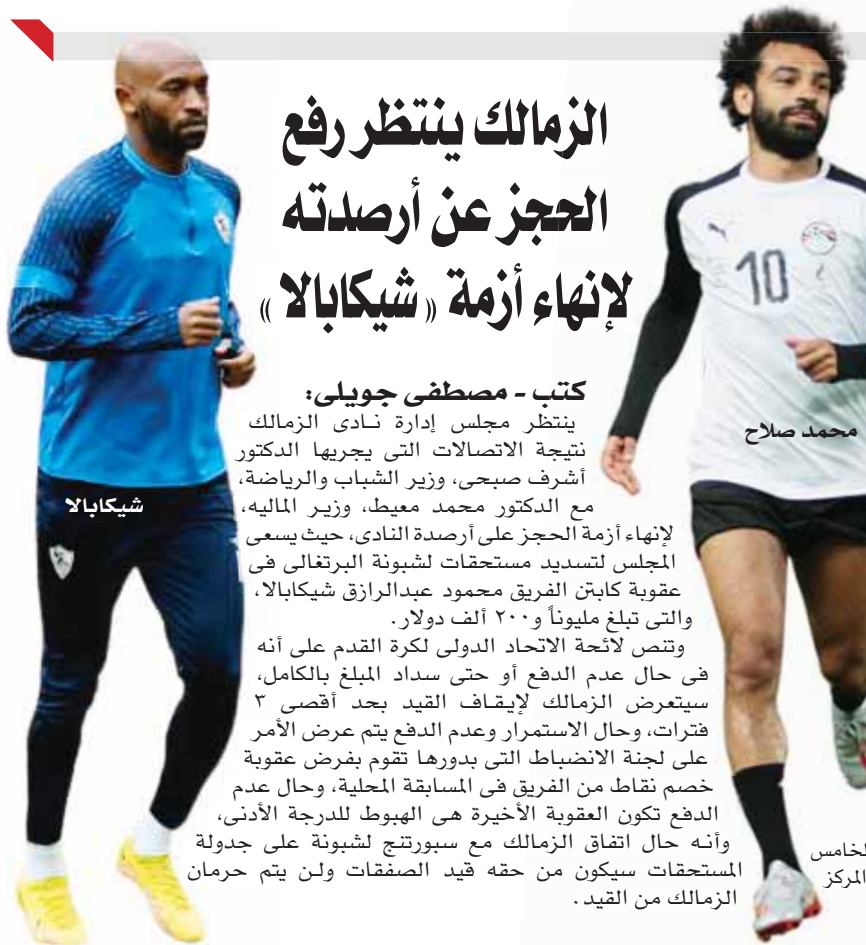 الزمالك ينتظر رفع
الحجز عن أرصدته
لإنهاء أزمة «شيكابالا»
كتب - مصطفى جويلى:
ينتظر مجلس إدارة نادى الزمالك
نتيجة الاتصالات التى يجريها الدكتور
أشرف صبحى، وزير الشباب والرياضة،
مع الدكتور محمد معيط، وزير الماليه،
لإنهاء أزمة الحجز على أرصدة النادى، حيث يسعى
المجلس لتسديد مستحقات لشبونة البرتغالى فى
عقوبة كابتن الفريق محمود عبدالرازق شيكابالا،
والتى تبلغ مليوناً و٢٠٠ ألف دولار.
وتنص لائحة الاتحاد الدولى لكرة القدم على أنه
فى حال عدم الدفع أو حتى سداد المبلغ بالكامل،
سيتعرض الزمالك لإيقاف القيد بحد أقصى ٣
فترات، وحال الاستمرار وعدم الدفع يتم عرض الأمر
على لجنة الانضباط التى بدورها تقوم بفرض عقوبة
خصم نقاط من الفريق فى المسابقة المحلية، وحال عدم
الدفع تكون العقوبة الأخيرة هى الهبوط للدرجة الأدنى،
وأنه حال اتفاق الزمالك مع سبورتنج لشبونة على جدولة
المستحقات سيكون من حقه قيد الصفقات ولن يتم حرمان
الزمالك من القيد.
شيكابالا
محمد صلاح
10
لخامس
المركز